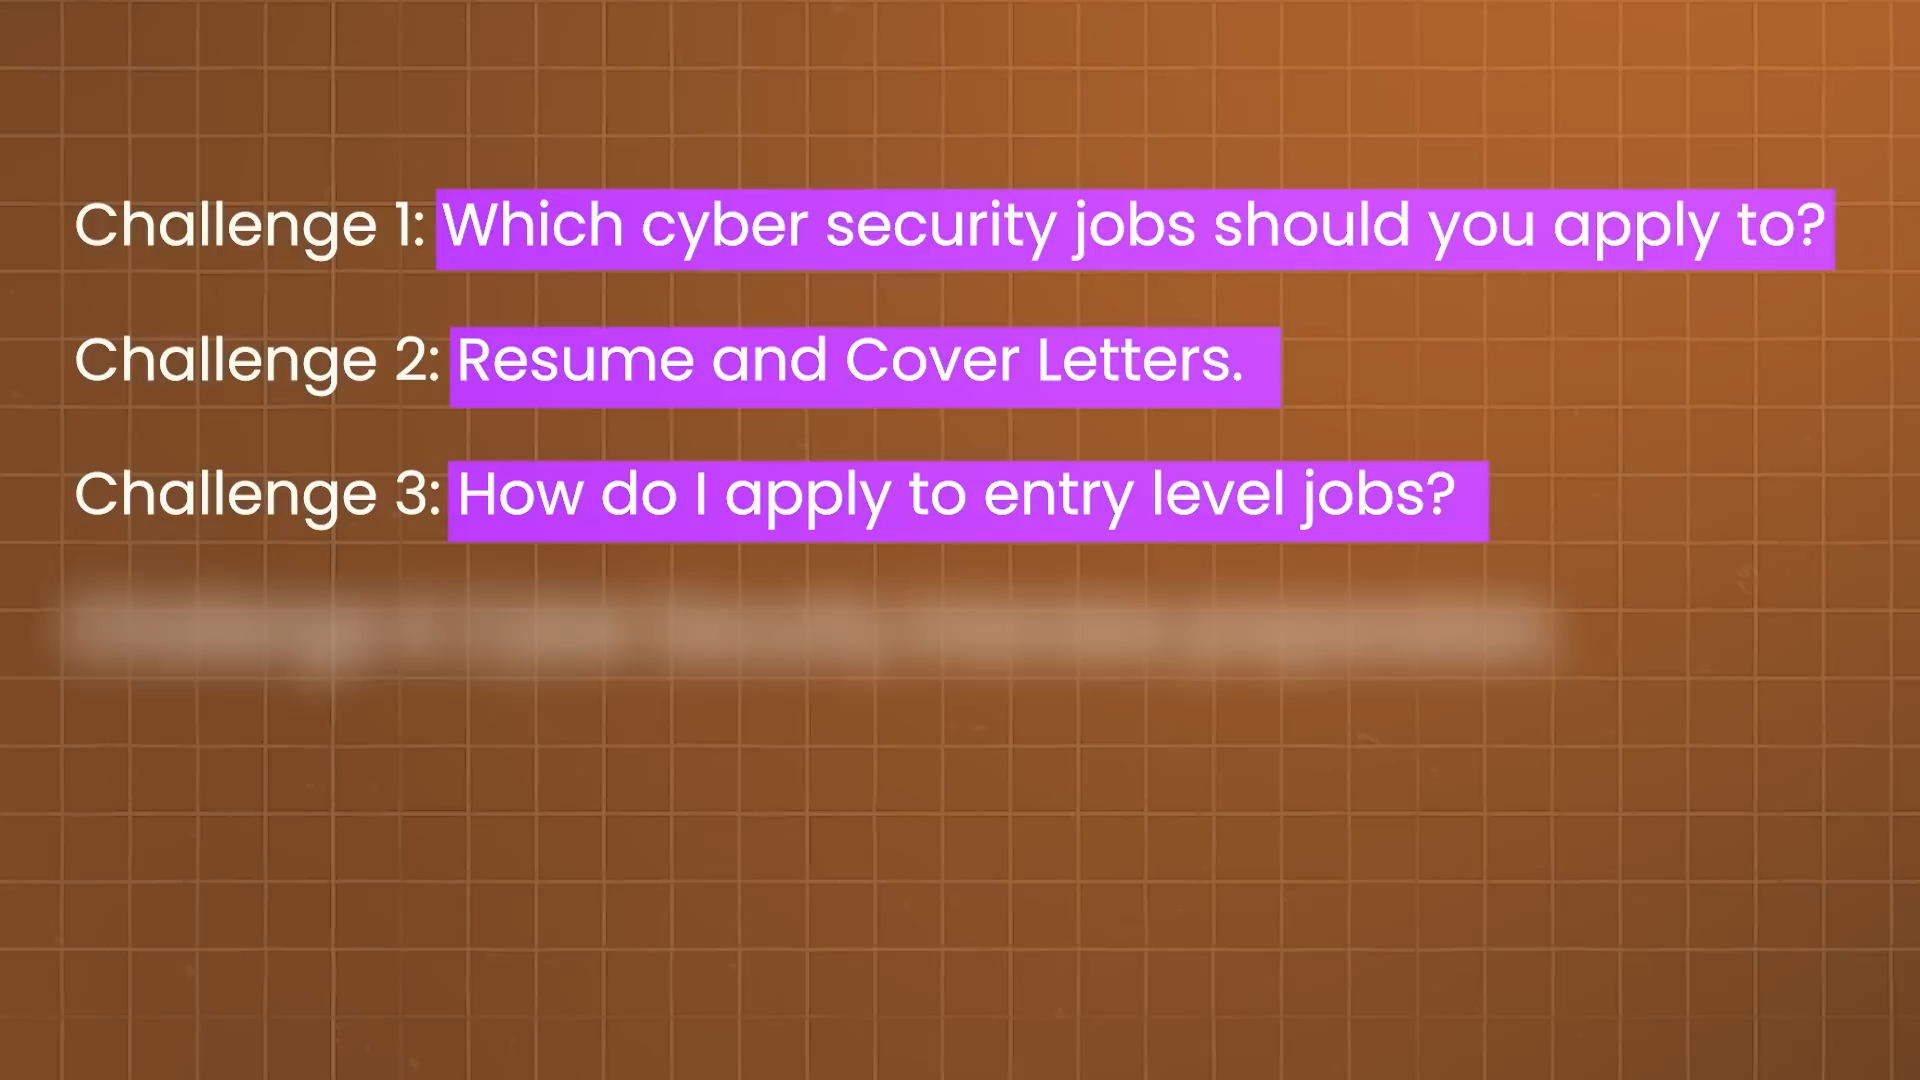 Challenge 1: Which cyber security jobs should you apply to?
Challenge 2: Resume and Cover Letters.
Challenge 3: How do I apply to entry level jobs?